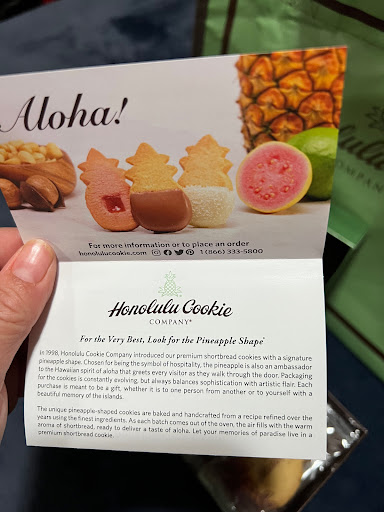 Aloha!
For more information or to place an order
honolulucookie.com 1 (866) 333-5800
Honolulu Cookie
COMPANY®
For the Very Best, Look for the Pineapple Shape®
In 1998, Honolulu Cookie Company introduced our premium shortbread cookies with a signature
pineapple shape. Chosen for being the symbol of hospitality, the pineapple is also an ambassador
to the Hawaiian spirit of aloha that greets every visitor as they walk through the door. Packaging
for the cookies is constantly evolving, but always balances sophistication with artistic flair. Each
purchase is meant to be a gift, whether it is to one person from another or to yourself with a
beautiful memory of the islands.
The unique pineapple-shaped cookies are baked and handcrafted from a recipe refined over the
years using the finest ingredients. As each batch comes out of the oven, the air fills with the warm
aroma of shortbread, ready to deliver a taste of aloha. Let your memories of paradise live in a
premium shortbread cookie.